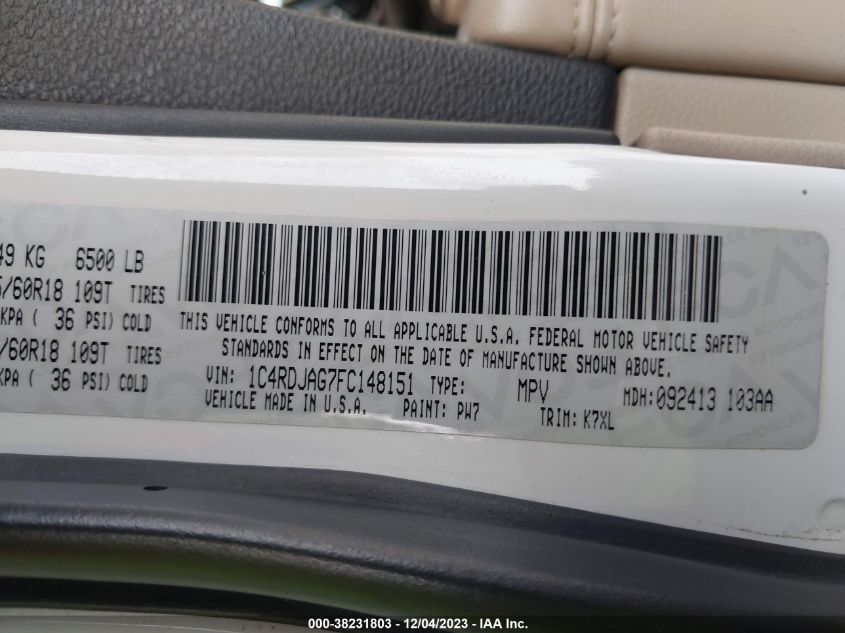 49 KG 6500 LB
/60R18 109T TIRES
KPA ( 36 PSI) COLD
/60R18 109T TIRES
KPA ( 36 PSI) COLD
THIS VEHICLE CONFORMS TO ALL APPLICABLE U.S.A. FEDERAL MOTOR VEHICLE SAFETY
STANDARDS IN EFFECT ON THE DATE OF MANUFACTURE SHOWN ABOVE.
VIN: 1C4RDJAG7FC148151 TYPE: MPV MDH: 092413 103AA
VEHICLE MADE IN U.S.A. PAINT: PW7 TRIM: K7XL
000-38231803 - 12/04/2023 - IAA Inc.